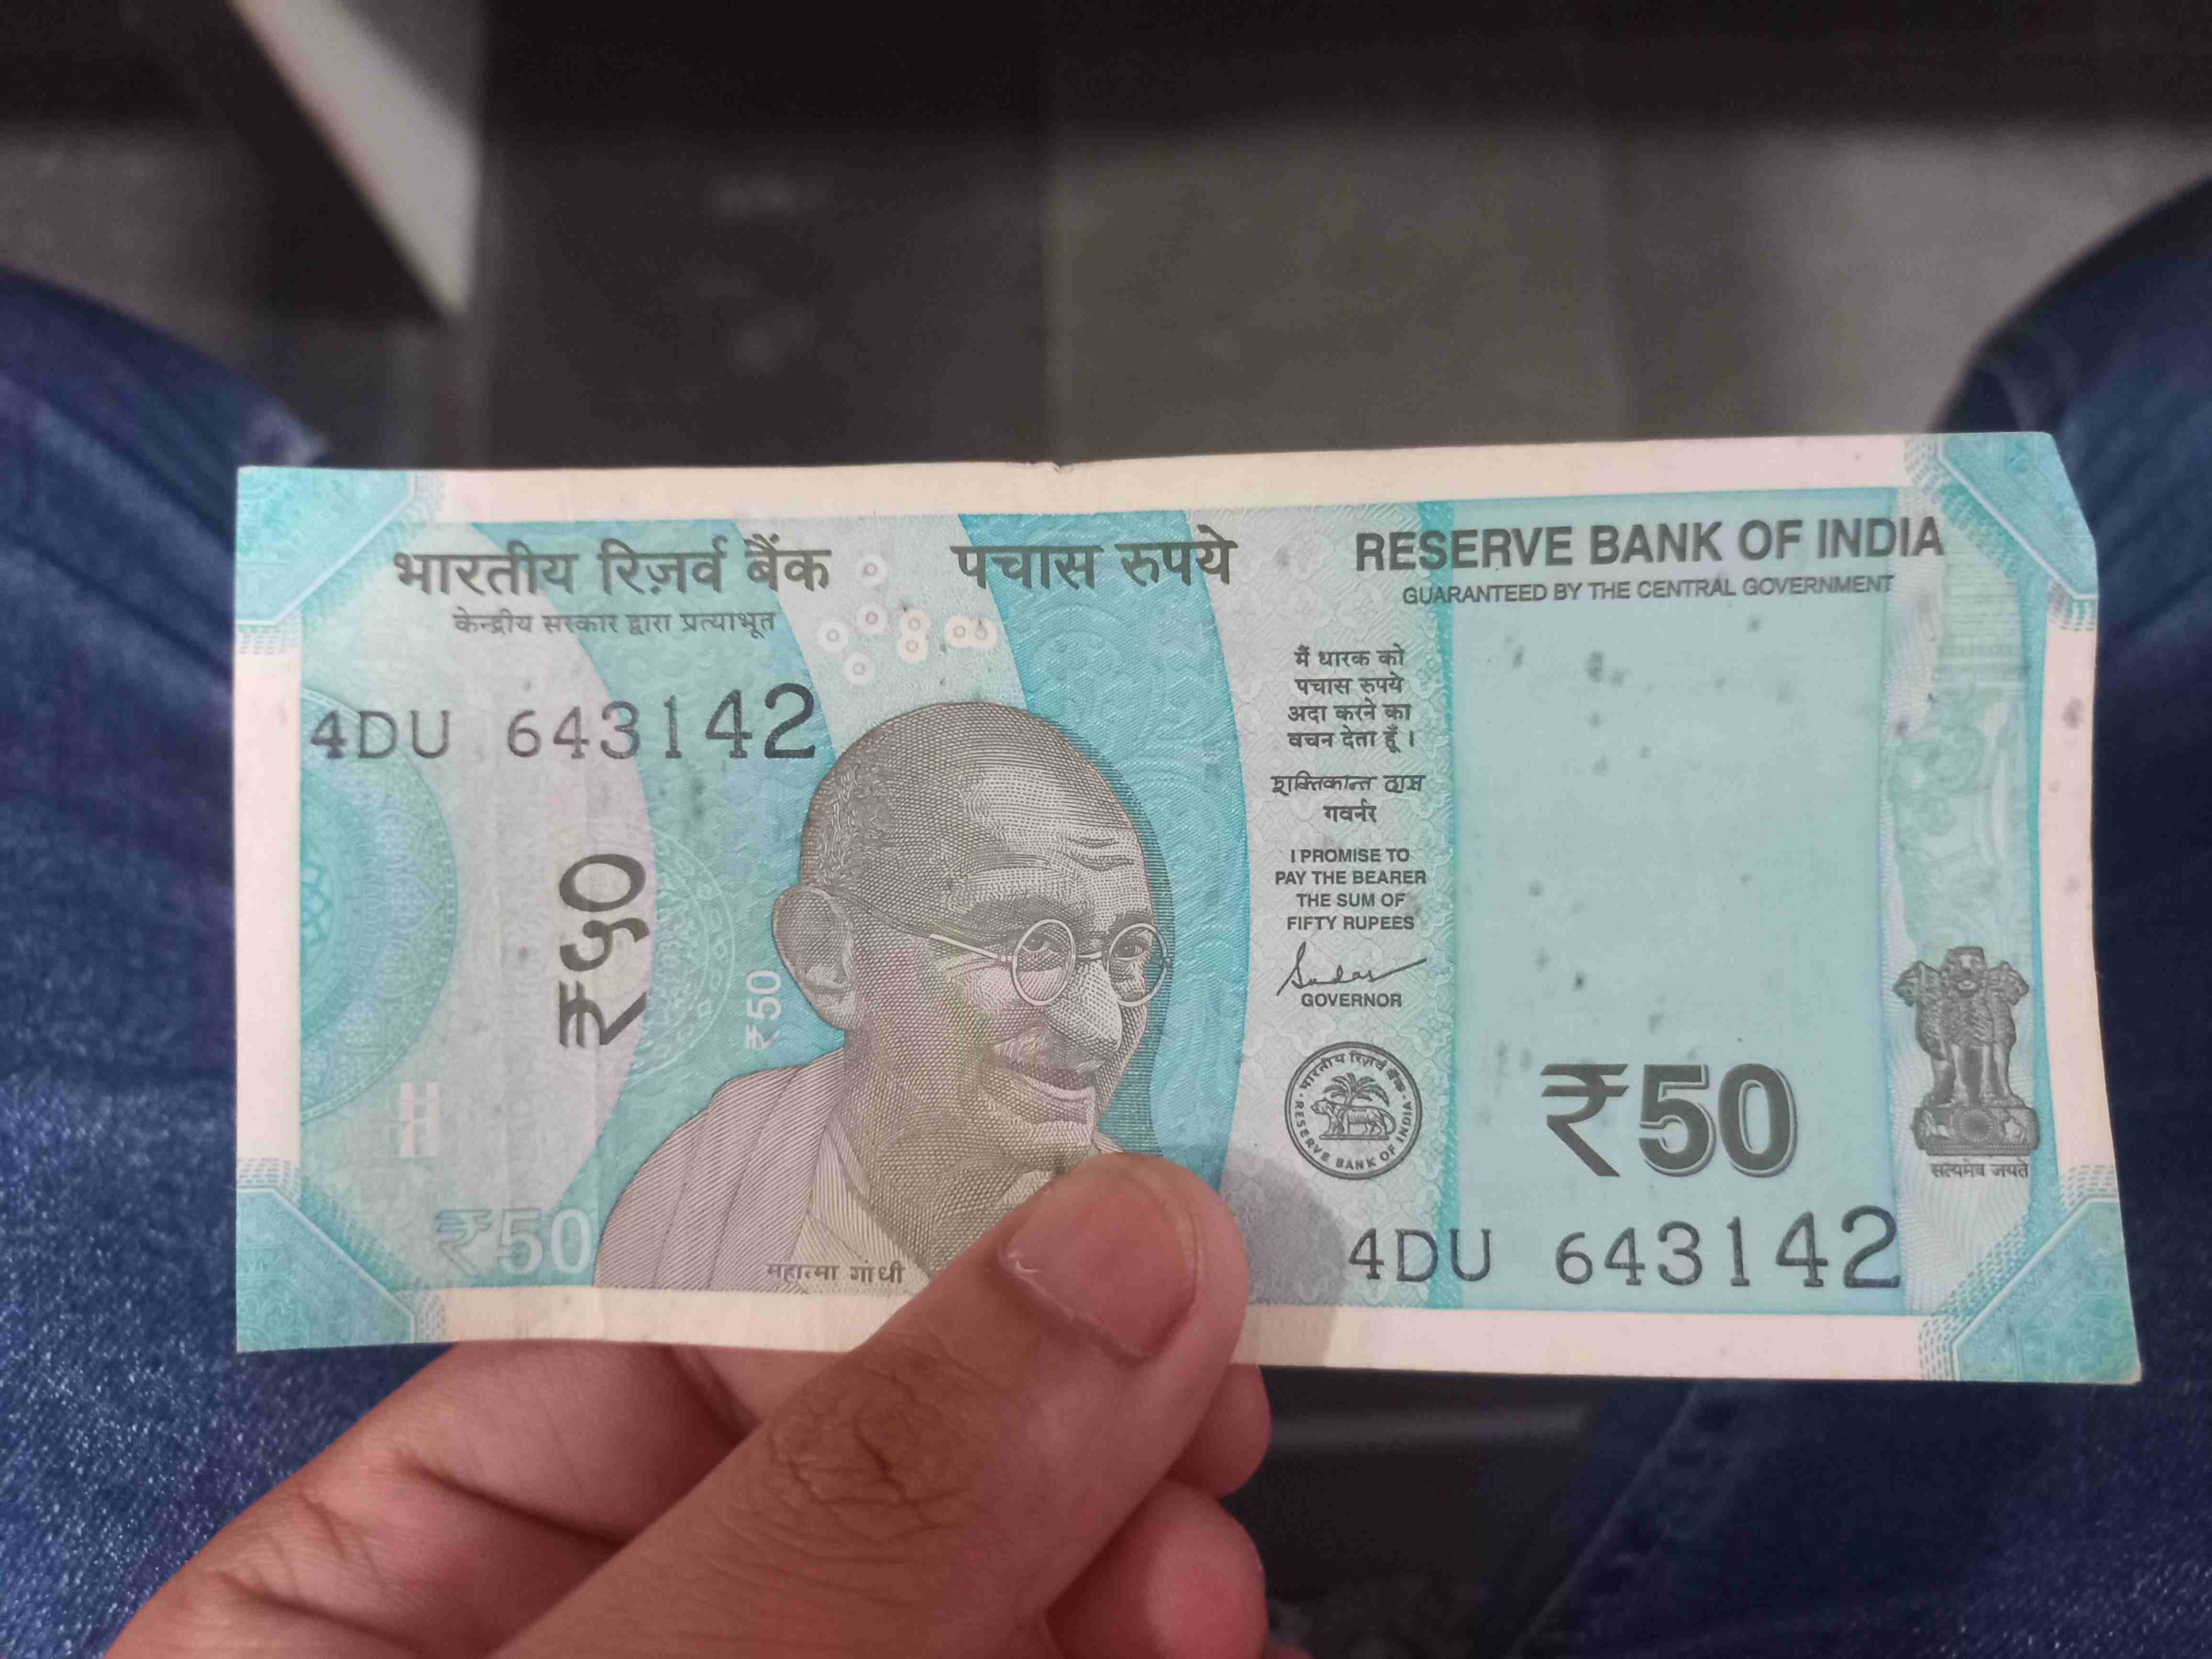 भारतीय रिज़र्व बैंक
केन्द्रीय सरकार द्वारा प्रत्याभूत
पचास रुपये
RESERVE BANK OF INDIA
GUARANTEED BY THE CENTRAL GOVERNMENT
4DU 643142
₹५०
₹50
₹50
महात्मा गांधी
मैं धारक को
पचास रुपये
अदा करने का
वचन देता हूँ ।
शक्तिकान्त दास
गवर्नर
I PROMISE TO
PAY THE BEARER
THE SUM OF
FIFTY RUPEES
GOVERNOR
भारतीय रिज़र्व बैंक
RESERVE BANK OF INDIA
₹50
सत्यमेव जयते
4DU 643142